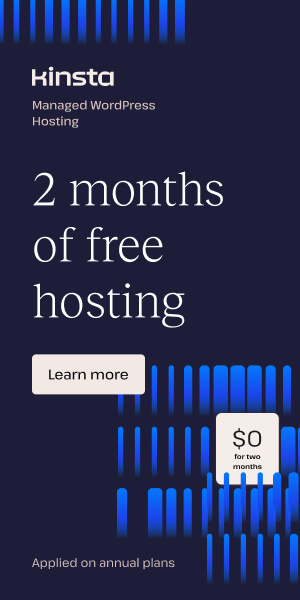 kinsta
Managed WordPress
Hosting
2 months
of free
hosting
Learn more
$0
for two
months
Applied on annual plans